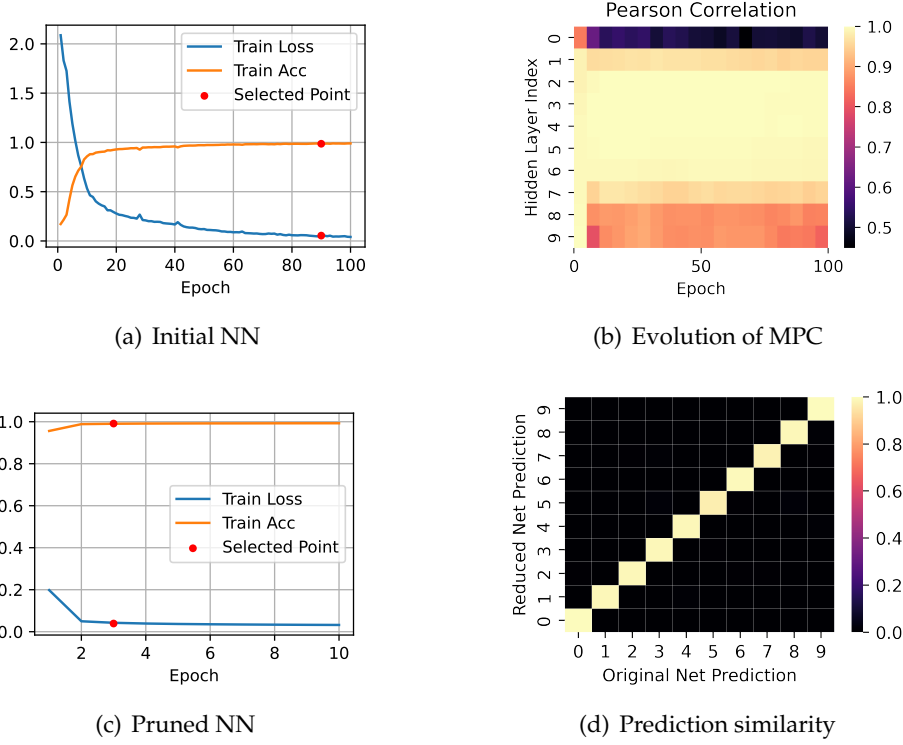 2.0
1.5
1.0
0.5
0.0
Train Loss
Train Acc
Selected Point
0 20 40 60 80 100
Epoch
(a) Initial NN
Pearson Correlation
Hidden Layer Index
0
1
2
3
4
5
6
7
8
9
0 50 100
Epoch
1.0
0.9
0.8
0.7
0.6
0.5
(b) Evolution of MPC
1.0
0.8
0.6
0.4
0.2
0.0
Train Loss
Train Acc
Selected Point
2 4 6 8 10
Epoch
(c) Pruned NN
Reduced Net Prediction
9
8
7
6
5
4
3
2
1
0
0 1 2 3 4 5 6 7 8 9
Original Net Prediction
1.0
0.8
0.6
0.4
0.2
0.0
(d) Prediction similarity